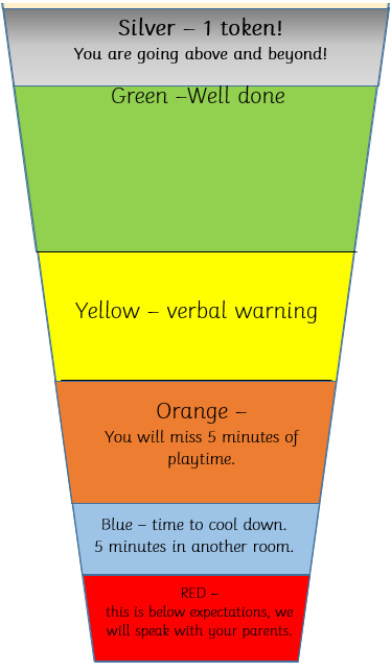 Silver – 1 token!
You are going above and beyond!
Green –Well done
Yellow – verbal warning
Orange –
You will miss 5 minutes of
playtime.
Blue – time to cool down.
5 minutes in another room.
RED –
this is below expectations, we
will speak with your parents.